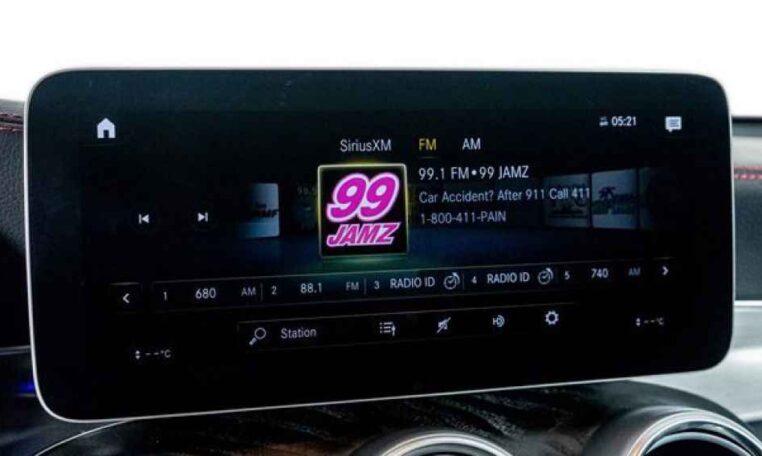 05:21
SiriusXM FM AM
99 JAMZ
99.1 FM•99 JAMZ
Car Accident? After 911 Call 411
1-800-411-PAIN
1 680 AM 2 88.1 FM 3 RADIO ID 4 RADIO ID 5 740 AM
Station
--°C --°C